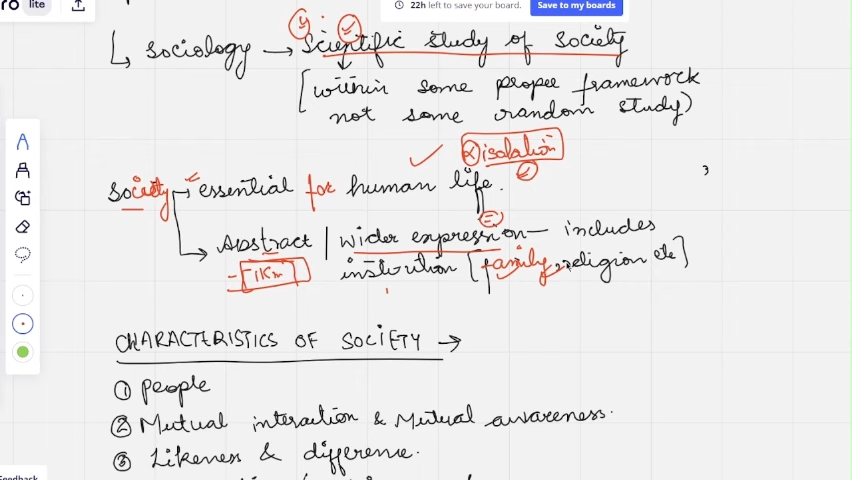 ro lite
22h left to save your board. Save to my boards
↳ Sociology → Scientific study of society
[within some proper framework
not some random study)
isolation
Society → essential for human life.
→ Abstract | wider expression — includes
- 1Km institution [family, religion etc]
CHARACTERISTICS OF SOCIETY →
① People
② Mutual interaction & Mutual awareness.
③ Likeness & difference.
Feedback